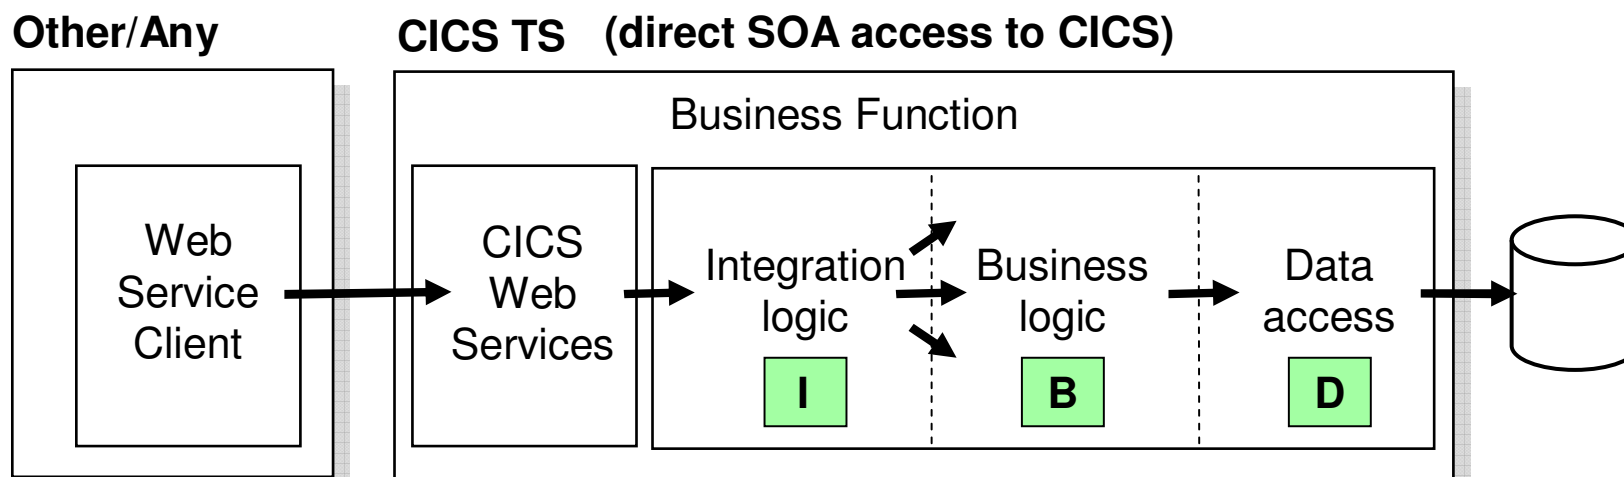 Other/Any
CICS TS (direct SOA access to CICS)
Business Function
Web
Service
Client
CICS
Web
Services
Integration
logic
I
Business
logic
B
Data
access
D